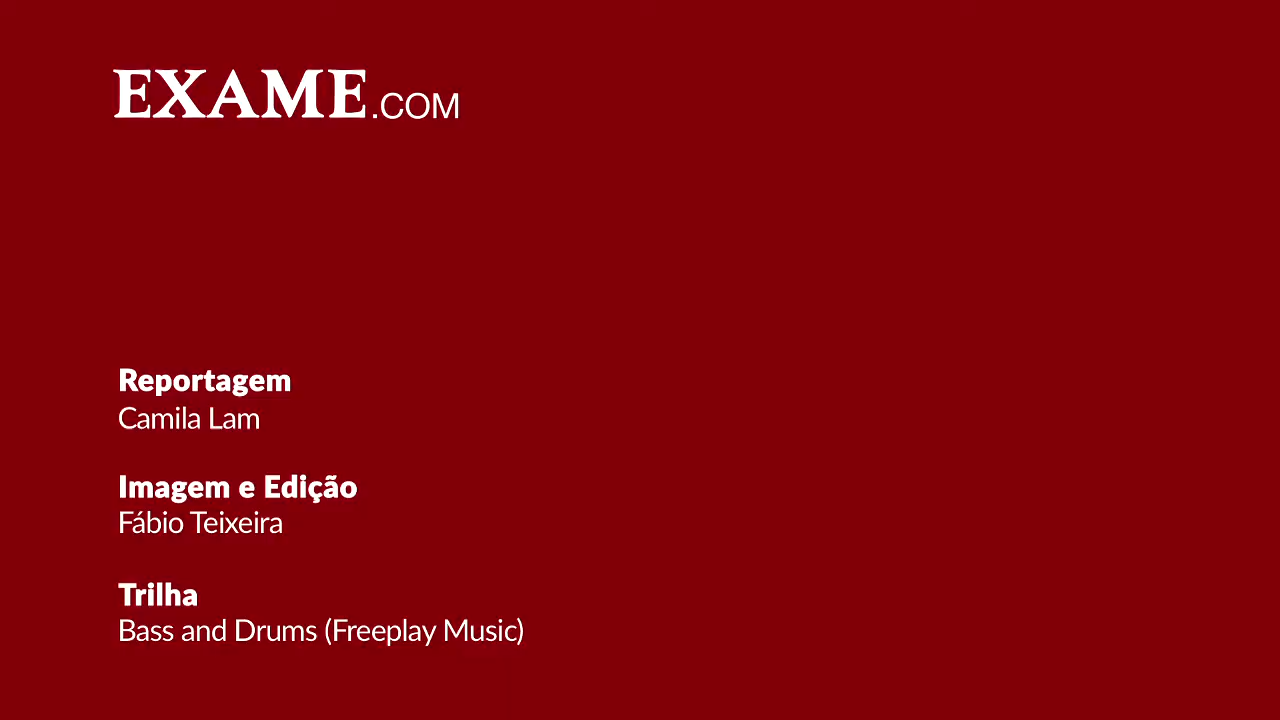 EXAME.COM
Reportagem
Camila Lam
Imagem e Edição
Fábio Teixeira
Trilha
Bass and Drums (Freeplay Music)